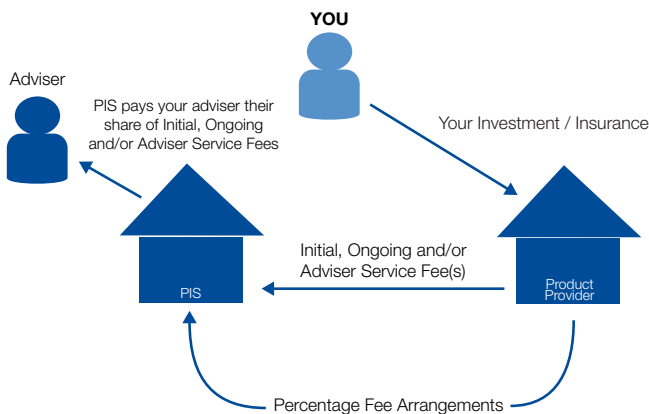 YOU
Adviser
PIS pays your adviser their
share of Initial, Ongoing
and/or Adviser Service Fees
Your Investment / Insurance
Initial, Ongoing and/or
Adviser Service Fee(s)
PIS
Product
Provider
Percentage Fee Arrangements